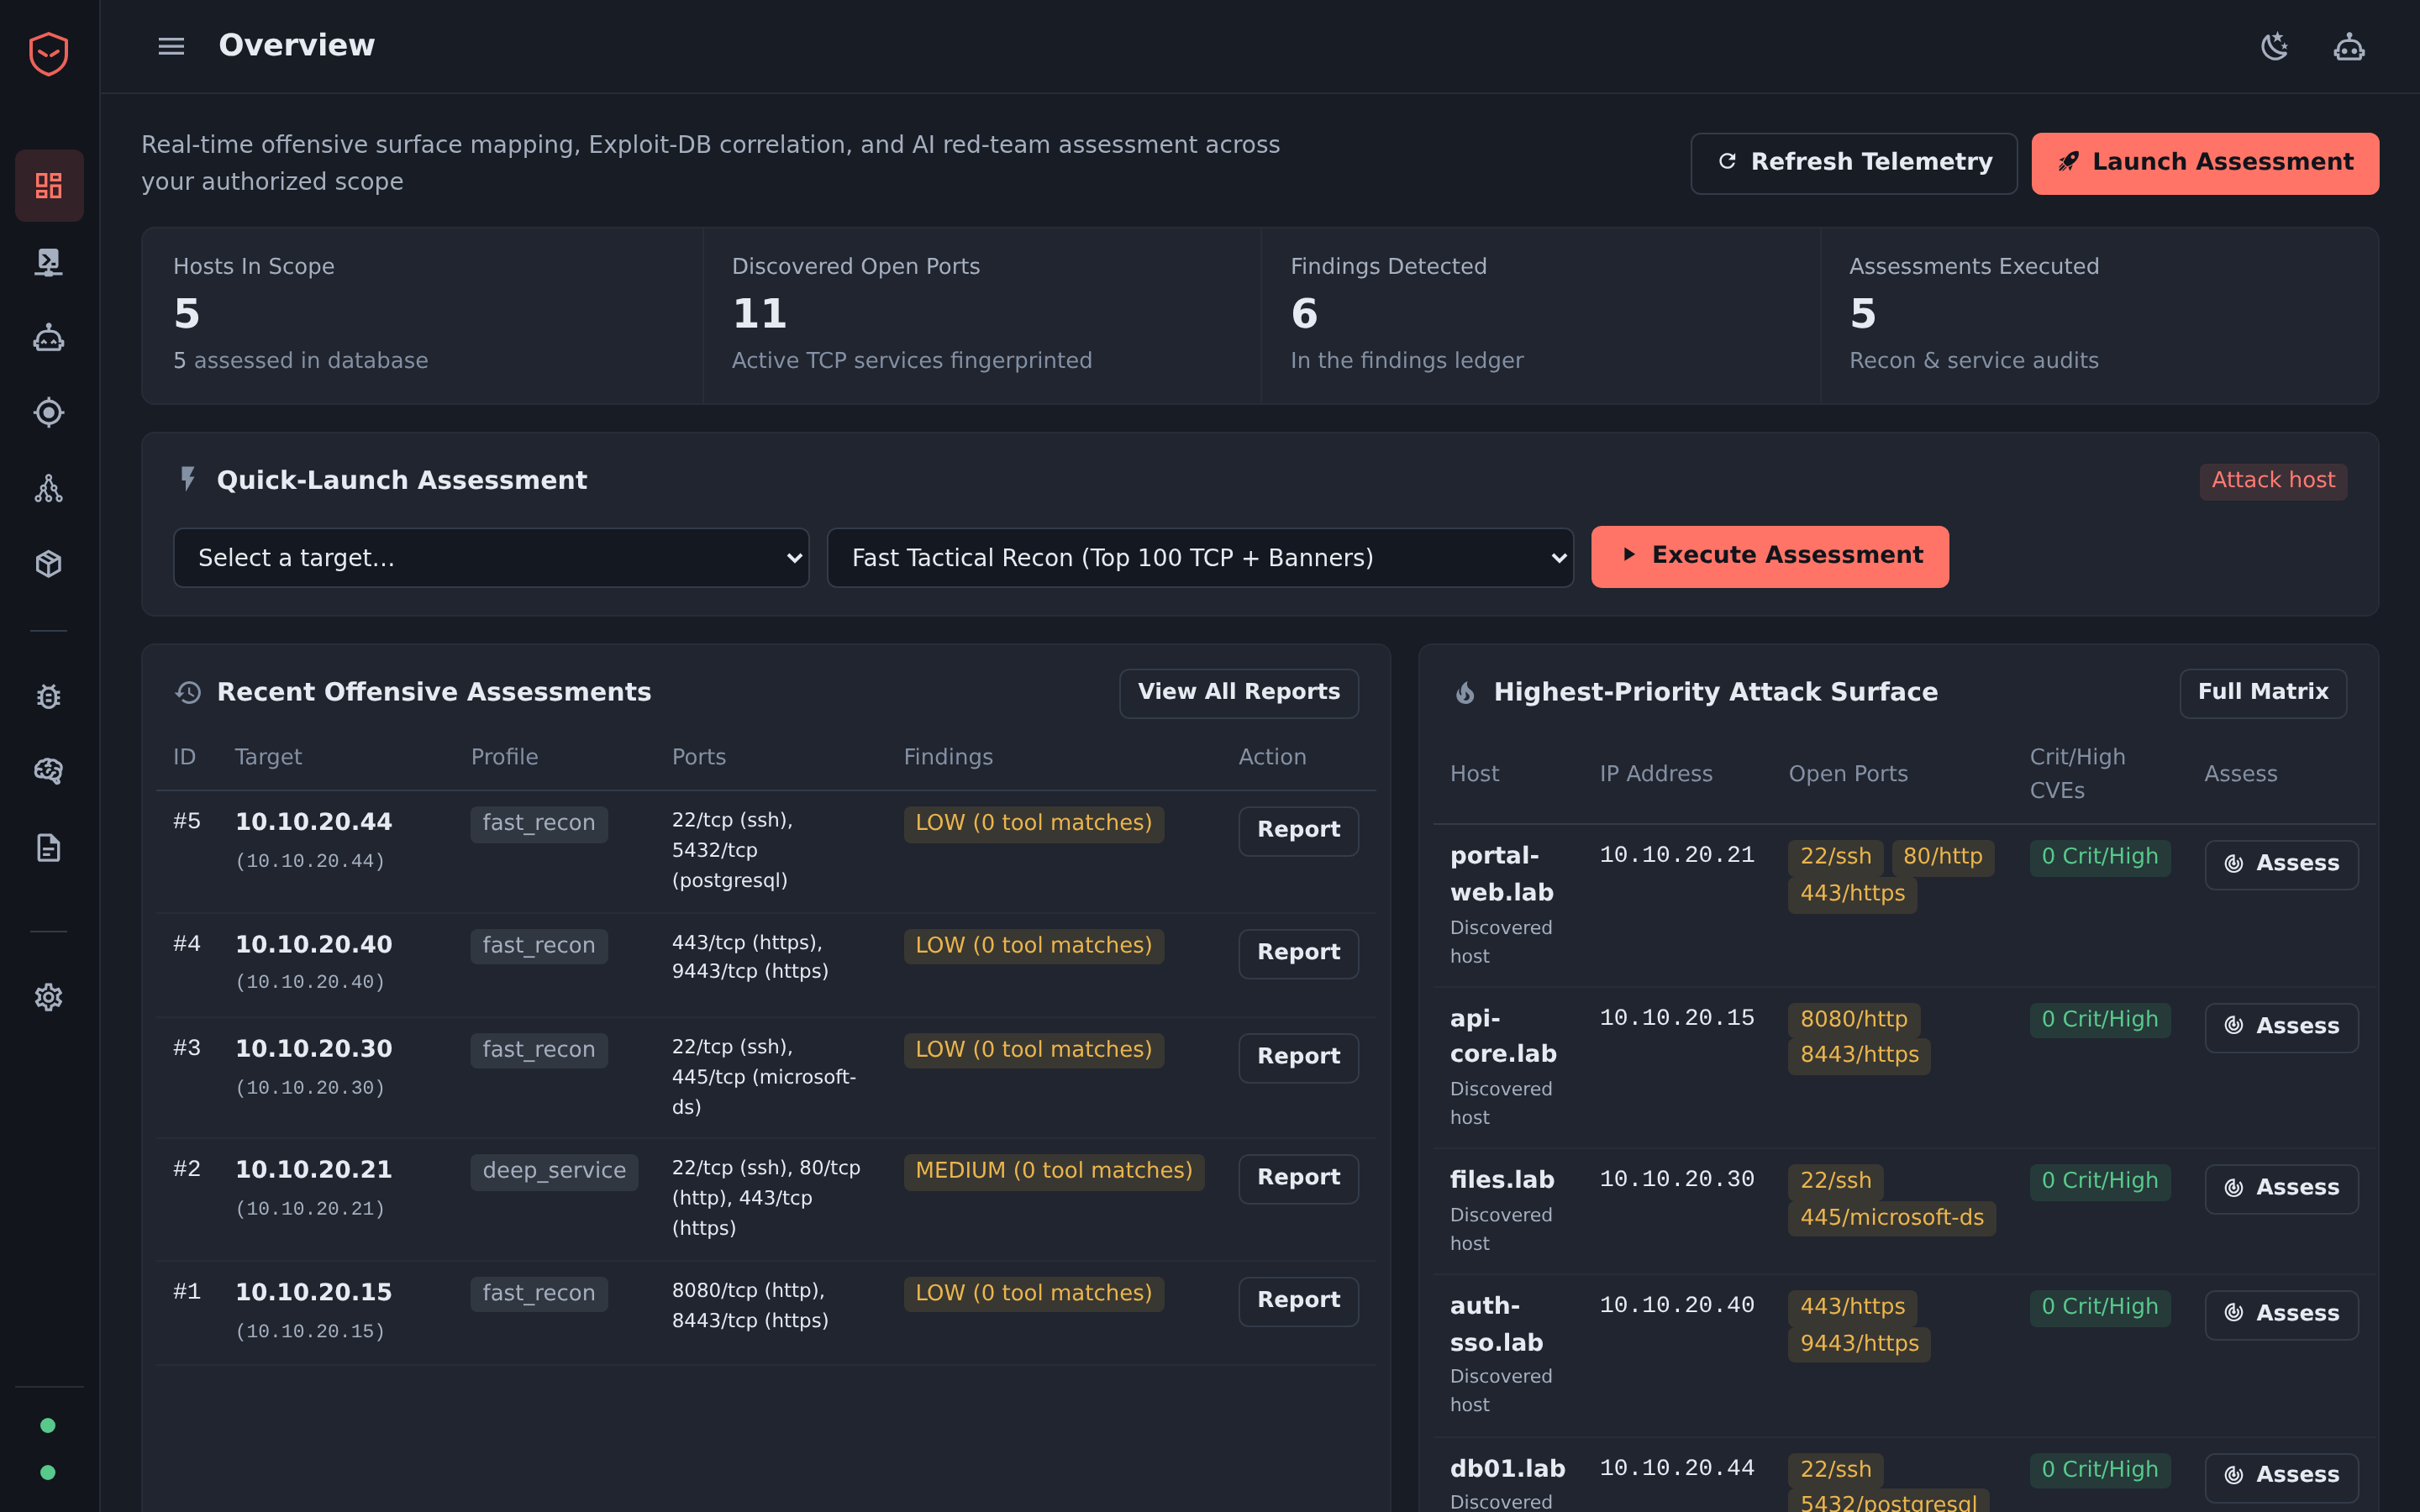 Overview
Real-time offensive surface mapping, Exploit-DB correlation, and AI red-team assessment across
your authorized scope
Refresh Telemetry
Launch Assessment
Hosts In Scope
5
5 assessed in database
Discovered Open Ports
11
Active TCP services fingerprinted
Findings Detected
6
In the findings ledger
Assessments Executed
5
Recon & service audits
Quick-Launch Assessment
Attack host
Select a target...
Fast Tactical Recon (Top 100 TCP + Banners)
Execute Assessment
Recent Offensive Assessments
View All Reports
ID Target Profile Ports Findings Action
#5 10.10.20.44 fast_recon 22/tcp (ssh), LOW (0 tool matches) Report
(10.10.20.44) 5432/tcp
(postgresql)
#4 10.10.20.40 fast_recon 443/tcp (https), LOW (0 tool matches) Report
(10.10.20.40) 9443/tcp (https)
#3 10.10.20.30 fast_recon 22/tcp (ssh), LOW (0 tool matches) Report
(10.10.20.30) 445/tcp (microsoft-
ds)
#2 10.10.20.21 deep_service 22/tcp (ssh), 80/tcp MEDIUM (0 tool matches) Report
(10.10.20.21) (http), 443/tcp
(https)
#1 10.10.20.15 fast_recon 8080/tcp (http), LOW (0 tool matches) Report
(10.10.20.15) 8443/tcp (https)
Highest-Priority Attack Surface
Full Matrix
Host IP Address Open Ports Crit/High Assess
CVEs
portal- 10.10.20.21 22/ssh 80/http 0 Crit/High Assess
web.lab 443/https
Discovered
host
api- 10.10.20.15 8080/http 0 Crit/High Assess
core.lab 8443/https
Discovered
host
files.lab 10.10.20.30 22/ssh 0 Crit/High Assess
Discovered 445/microsoft-ds
host
auth- 10.10.20.40 443/https 0 Crit/High Assess
sso.lab 9443/https
Discovered
host
db01.lab 10.10.20.44 22/ssh 0 Crit/High Assess
Discovered 5432/postgresql